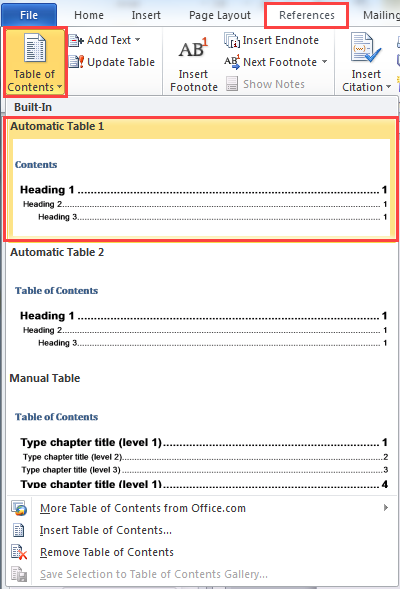 File Home Insert Page Layout References Mailing
Table of Contents
Add Text
Update Table
AB1
Insert Footnote
Insert Endnote
AB1 Next Footnote
Show Notes
Insert Citation
Built-In
Automatic Table 1
Contents
Heading 1 ........................................................................ 1
Heading 2........................................................................ 1
Heading 3........................................................................ 1
Automatic Table 2
Table of Contents
Heading 1 ........................................................................ 1
Heading 2........................................................................ 1
Heading 3........................................................................ 1
Manual Table
Table of Contents
Type chapter title (level 1)................................................ 1
Type chapter title (level 2)................................................ 2
Type chapter title (level 3)................................................ 3
Type chapter title (level 1)................................................ 4
More Table of Contents from Office.com
Insert Table of Contents...
Remove Table of Contents
Save Selection to Table of Contents Gallery...